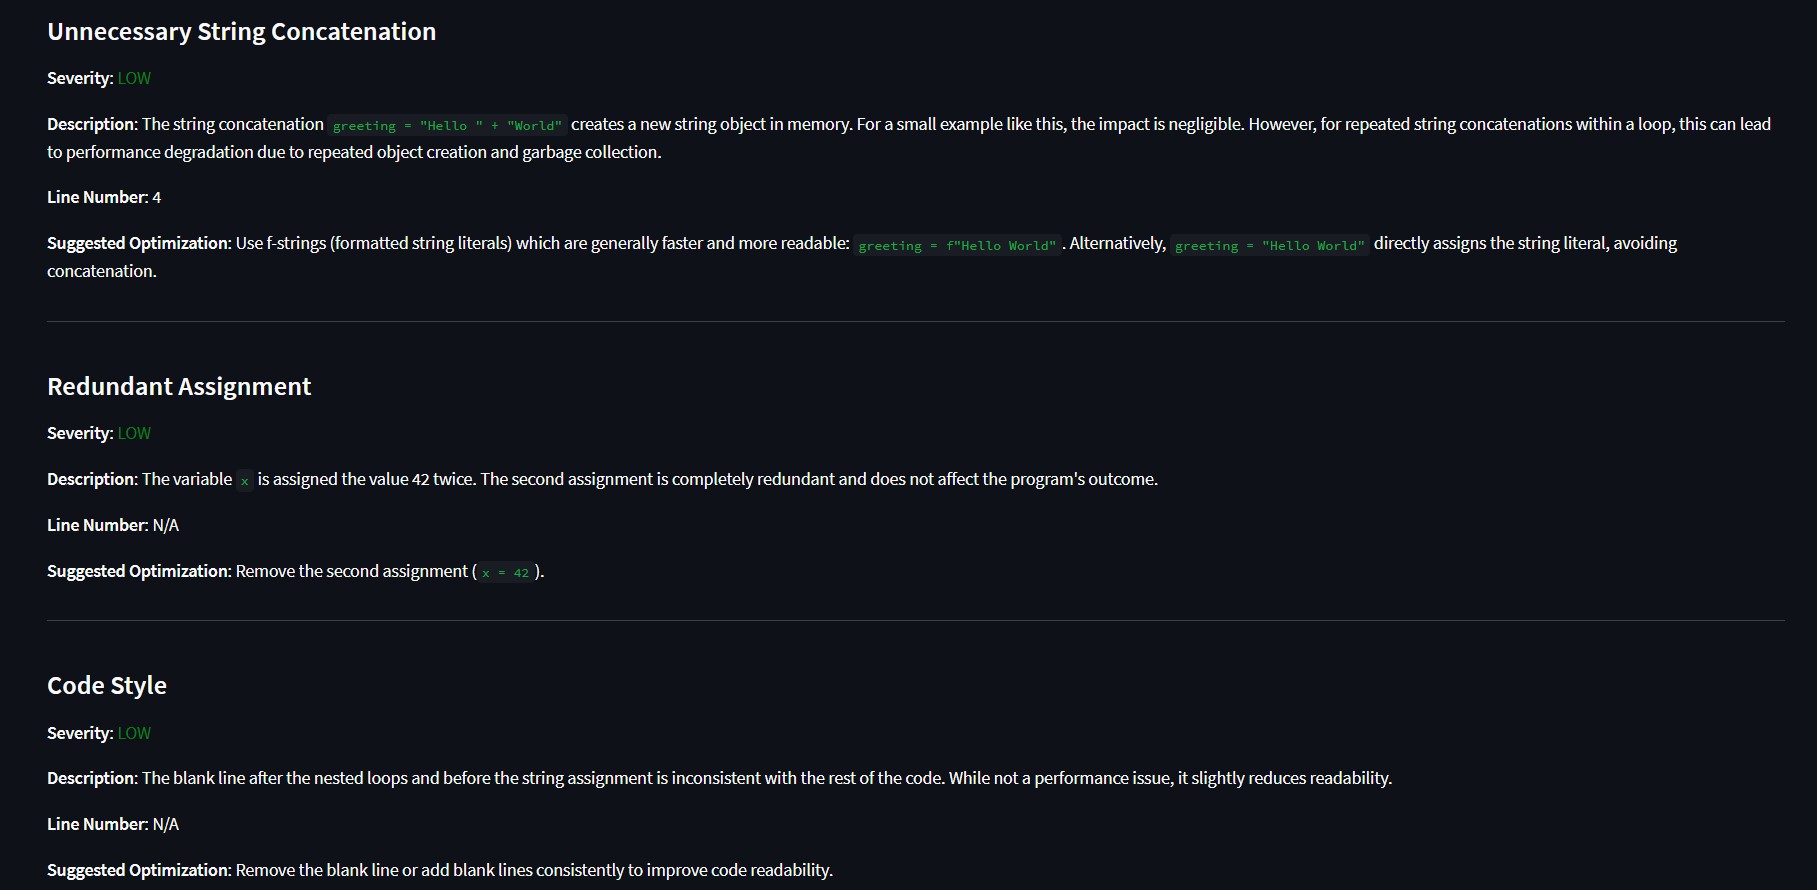 Unnecessary String Concatenation
Severity: LOW
Description: The string concatenation greeting = "Hello " + "World" creates a new string object in memory. For a small example like this, the impact is negligible. However, for repeated string concatenations within a loop, this can lead
to performance degradation due to repeated object creation and garbage collection.
Line Number: 4
Suggested Optimization: Use f-strings (formatted string literals) which are generally faster and more readable: greeting = f"Hello World" . Alternatively, greeting = "Hello World" directly assigns the string literal, avoiding
concatenation.
Redundant Assignment
Severity: LOW
Description: The variable x is assigned the value 42 twice. The second assignment is completely redundant and does not affect the program's outcome.
Line Number: N/A
Suggested Optimization: Remove the second assignment ( x = 42 ).
Code Style
Severity: LOW
Description: The blank line after the nested loops and before the string assignment is inconsistent with the rest of the code. While not a performance issue, it slightly reduces readability.
Line Number: N/A
Suggested Optimization: Remove the blank line or add blank lines consistently to improve code readability.